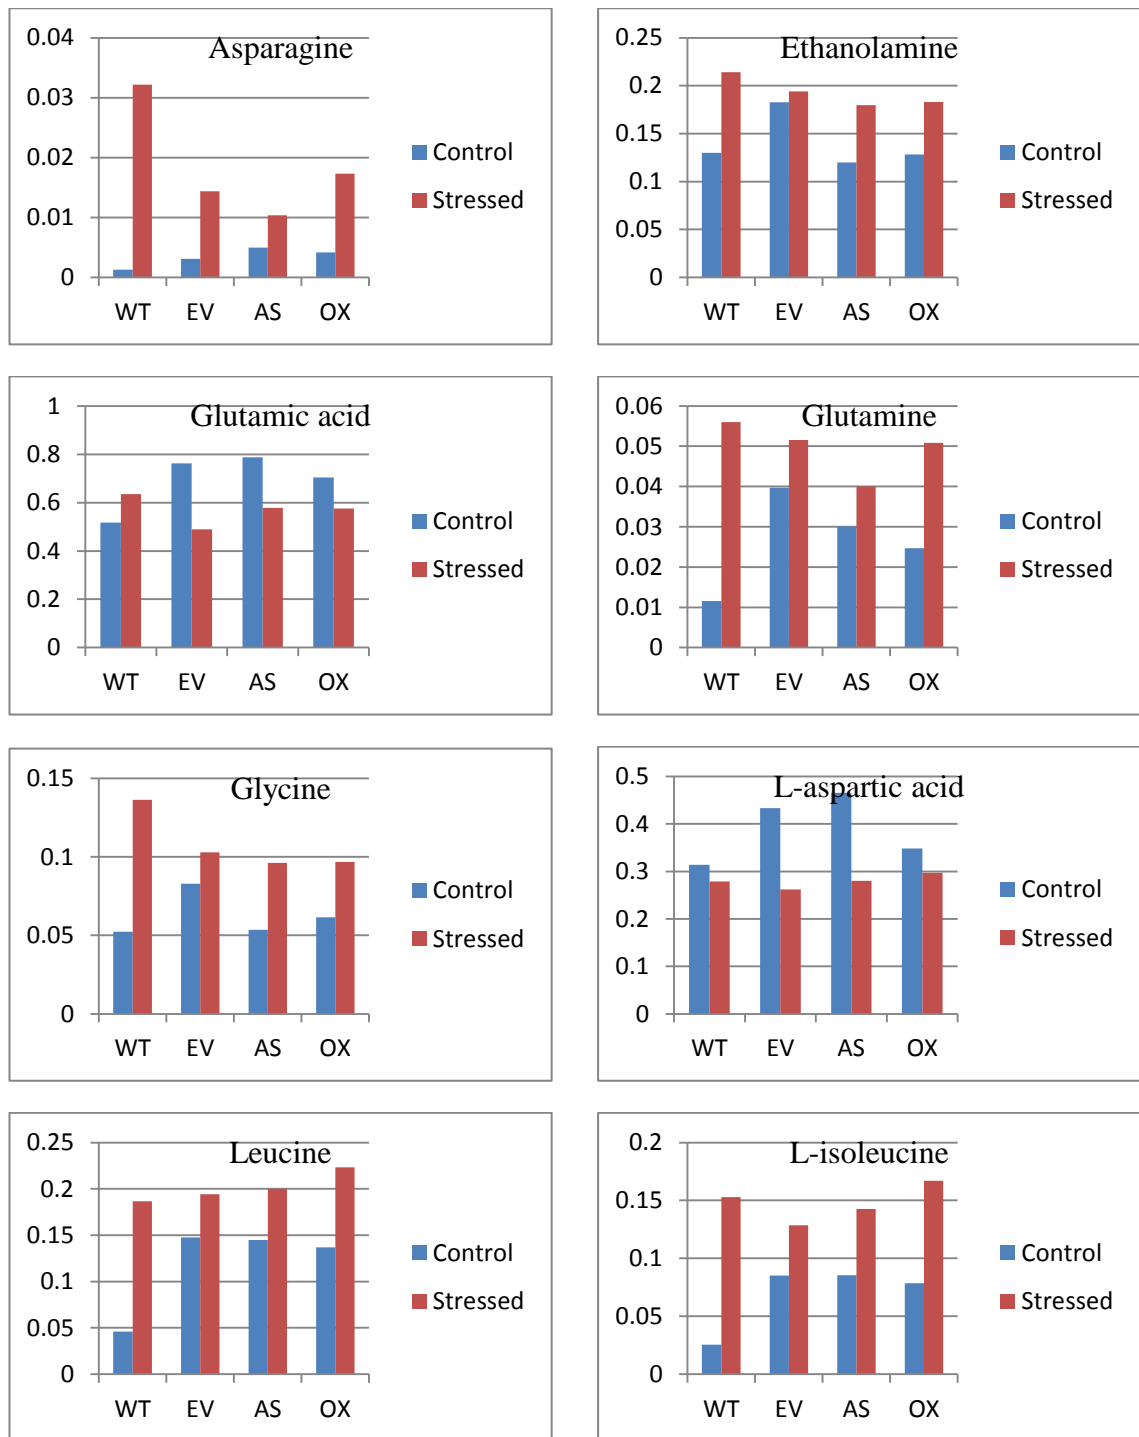 Asparagine
0.04
0.03
0.02
0.01
0
WT EV AS OX
Control
Stressed
Ethanolamine
0.25
0.2
0.15
0.1
0.05
0
WT EV AS OX
Control
Stressed
Glutamic acid
1
0.8
0.6
0.4
0.2
0
WT EV AS OX
Control
Stressed
Glutamine
0.06
0.05
0.04
0.03
0.02
0.01
0
WT EV AS OX
Control
Stressed
Glycine
0.15
0.1
0.05
0
WT EV AS OX
Control
Stressed
L-aspartic acid
0.5
0.4
0.3
0.2
0.1
0
WT EV AS OX
Control
Stressed
Leucine
0.25
0.2
0.15
0.1
0.05
0
WT EV AS OX
Control
Stressed
L-isoleucine
0.2
0.15
0.1
0.05
0
WT EV AS OX
Control
Stressed